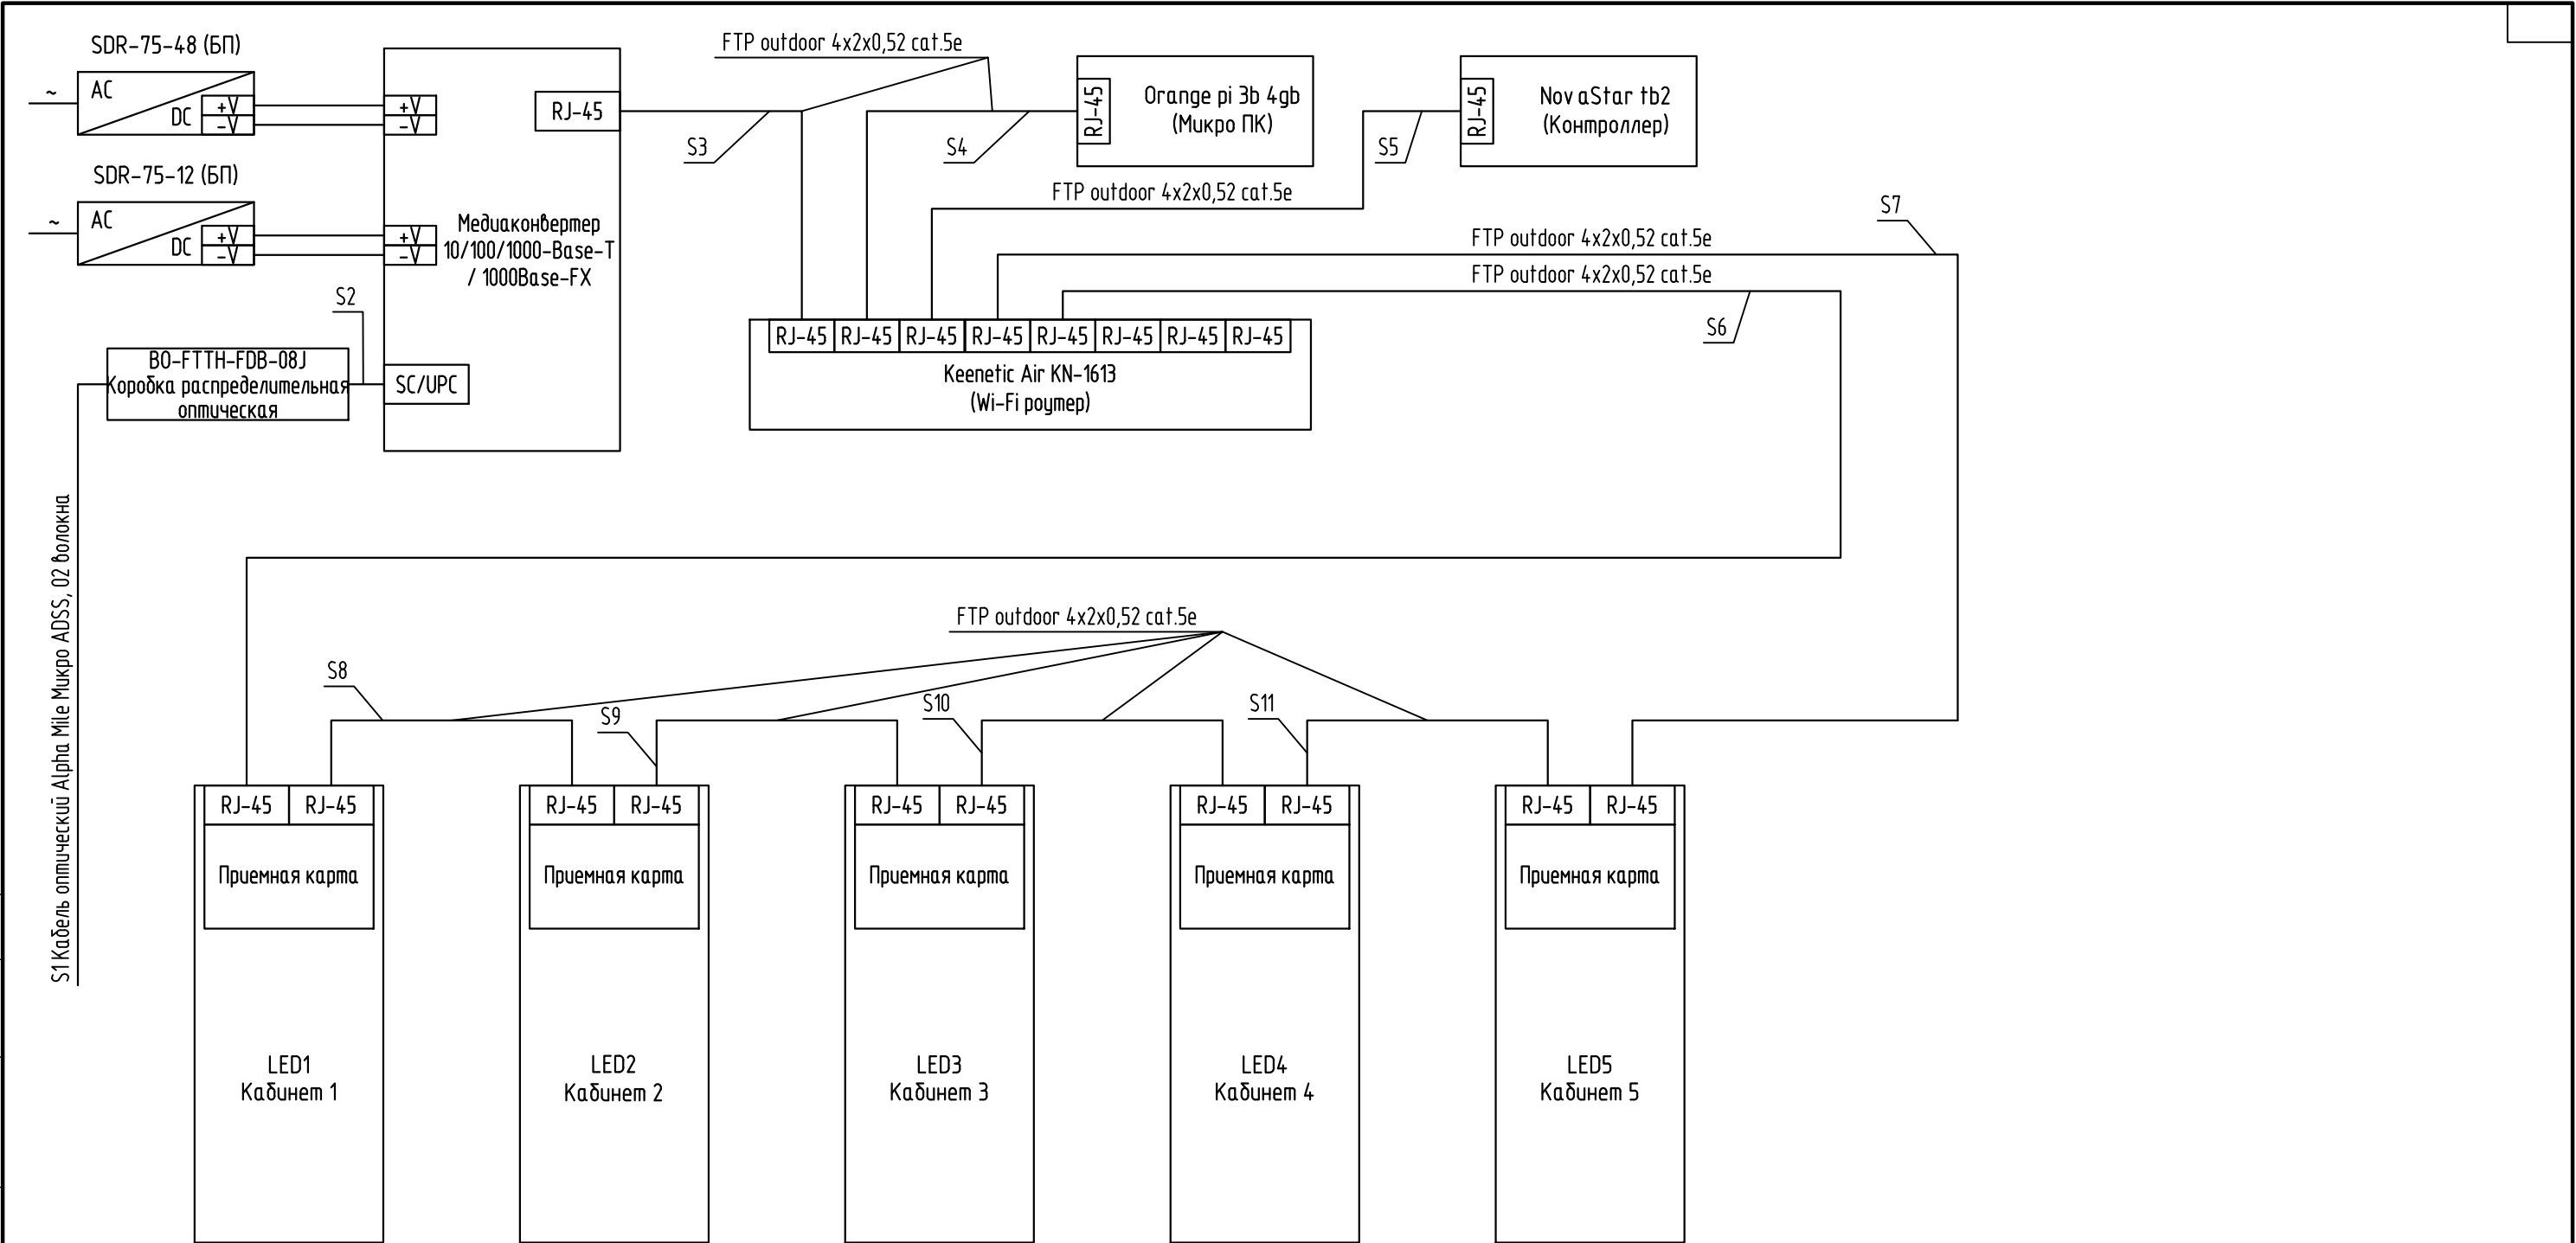 SDR-75-48 (БП)
~
AC
DC
+V
-V
+V
-V
SDR-75-12 (БП)
~
AC
DC
+V
-V
+V
-V
RJ-45
Медиаконвертер
10/100/1000-Base-T
/ 1000Base-FX
S2
BO-FTTH-FDB-08J
Коробка распределительная
оптическая
SC/UPC
S1 Кабель оптический Alpha Mile Микро ADSS, 02 волокна
FTP outdoor 4x2x0,52 cat.5e
S3
S4
RJ-45
Orange pi 3b 4gb
(Микро ПК)
S5
RJ-45
NovaStar tb2
(Контроллер)
FTP outdoor 4x2x0,52 cat.5e
S7
FTP outdoor 4x2x0,52 cat.5e
FTP outdoor 4x2x0,52 cat.5e
S6
RJ-45 RJ-45 RJ-45 RJ-45 RJ-45 RJ-45 RJ-45 RJ-45
Keenetic Air KN-1613
(Wi-Fi роутер)
FTP outdoor 4x2x0,52 cat.5e
S8
S9
S10
S11
RJ-45 RJ-45
Приемная карта
LED1
Кабинет 1
RJ-45 RJ-45
Приемная карта
LED2
Кабинет 2
RJ-45 RJ-45
Приемная карта
LED3
Кабинет 3
RJ-45 RJ-45
Приемная карта
LED4
Кабинет 4
RJ-45 RJ-45
Приемная карта
LED5
Кабинет 5